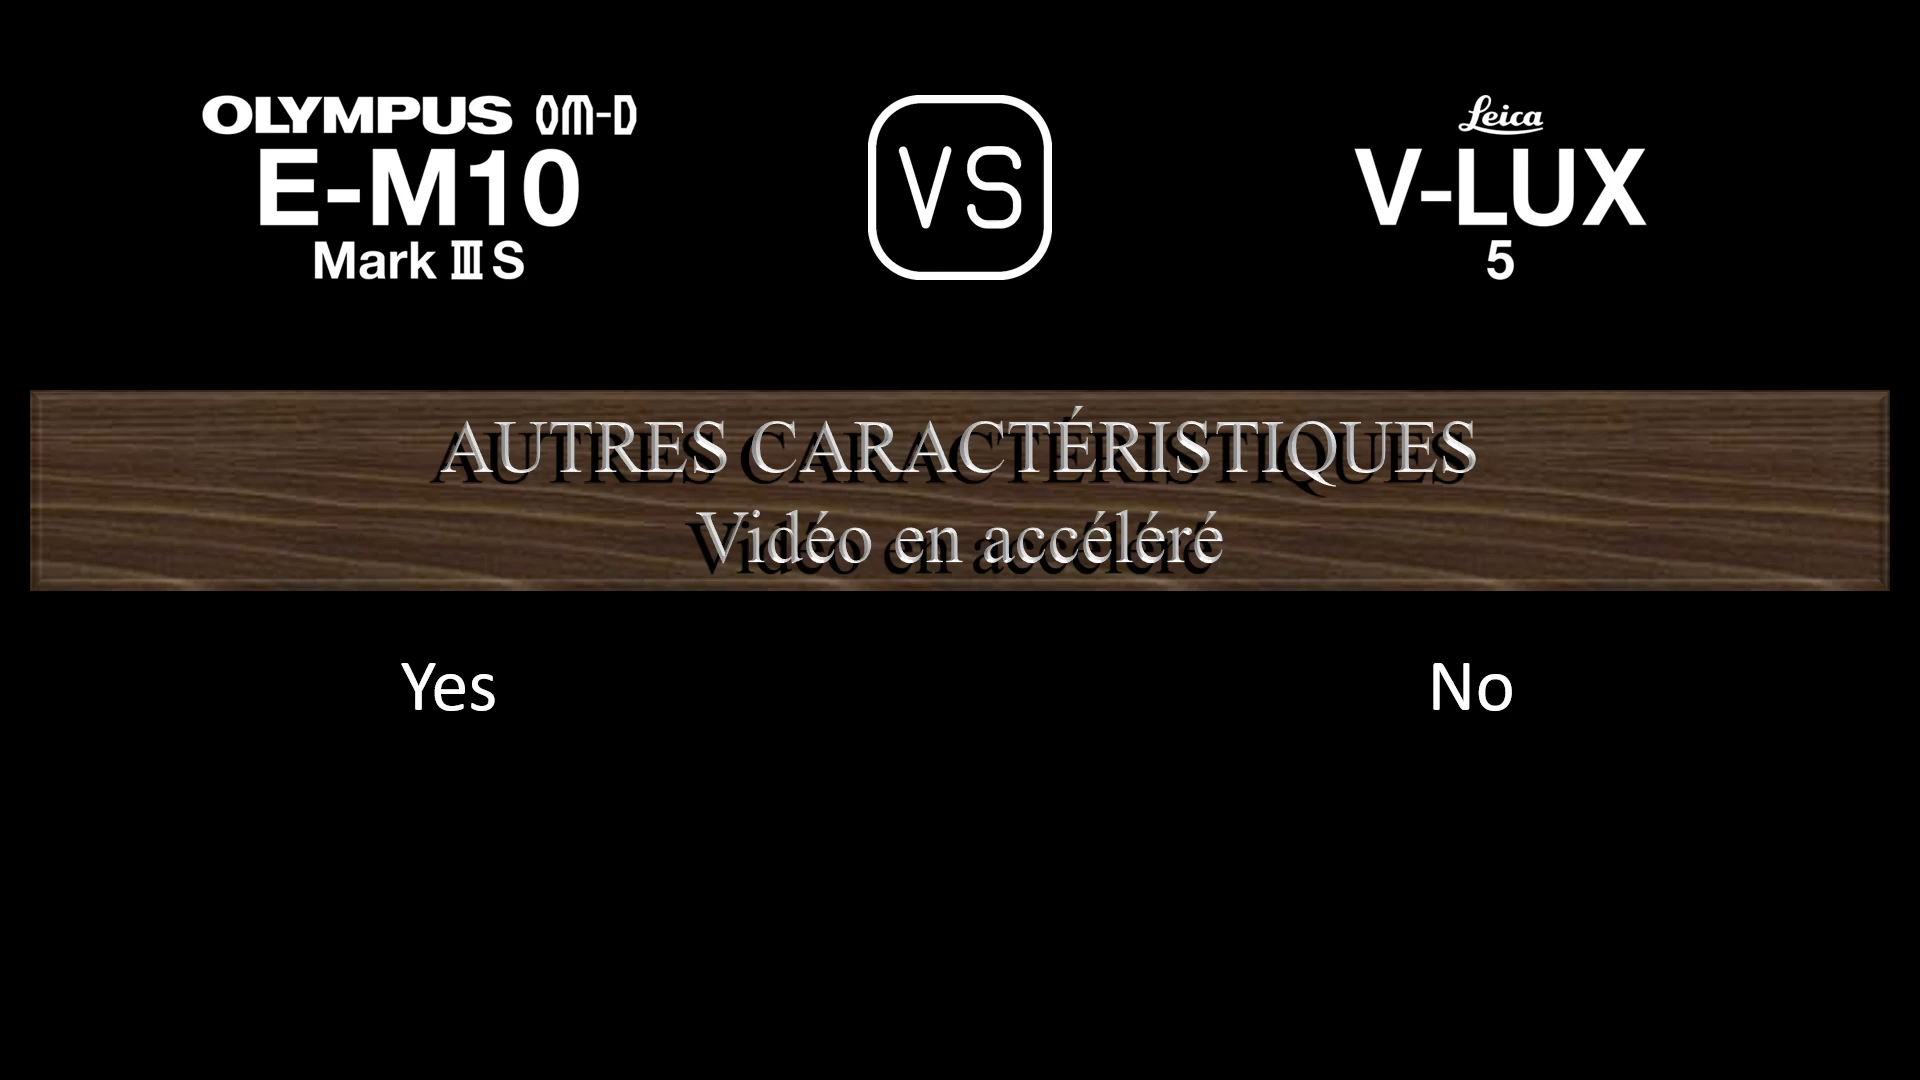 OLYMPUS OM-D
E-M10
Mark III S
VS
Leica
V-LUX
5
AUTRES CARACTÉRISTIQUES
Vidéo en accéléré
Yes
No